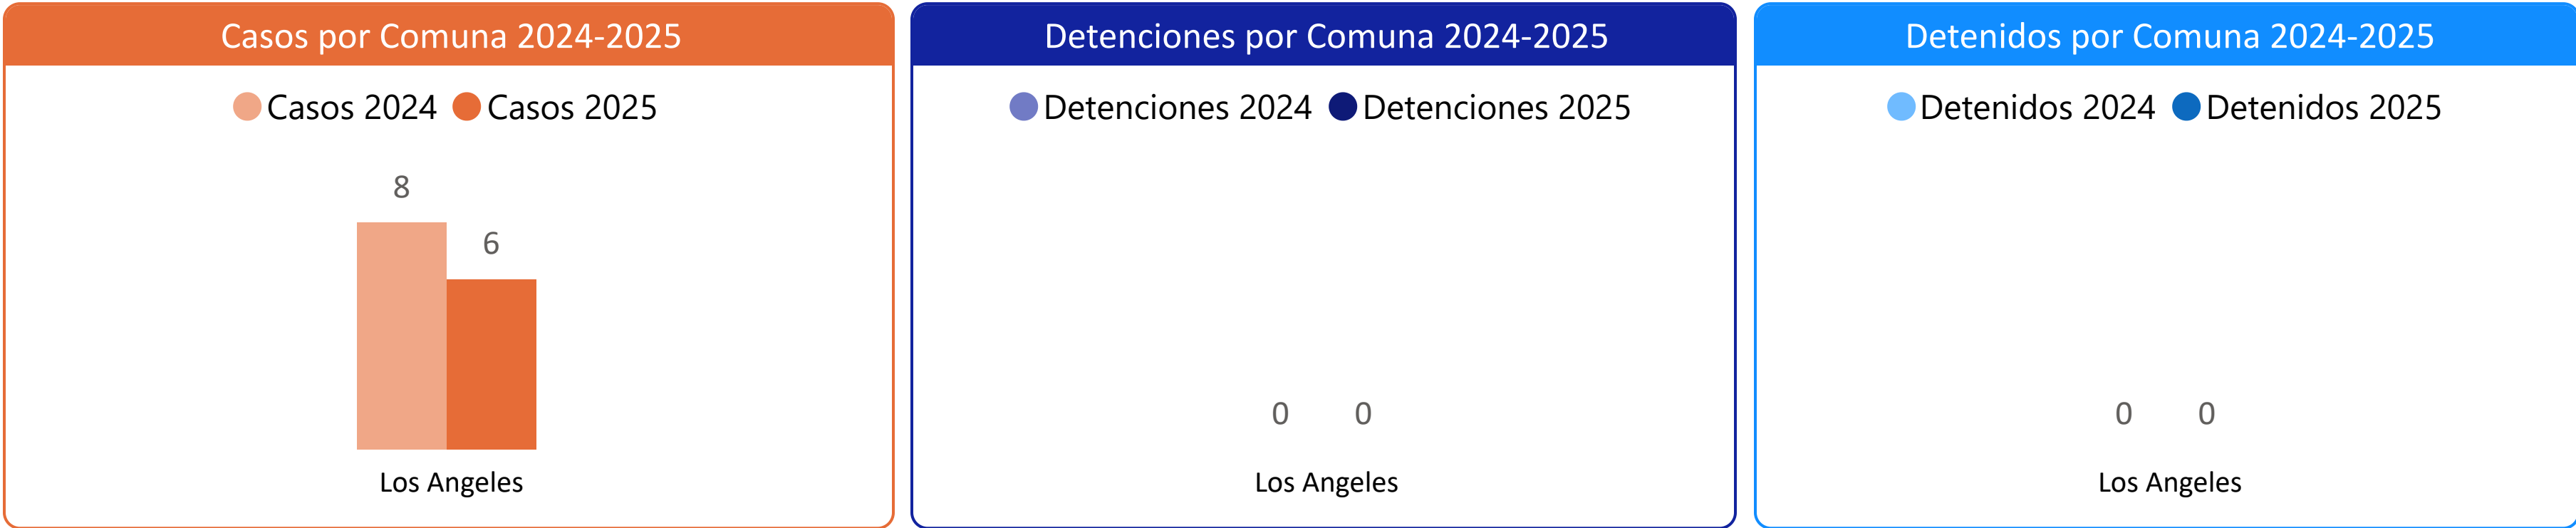 Casos por Comuna 2024-2025
Casos 2024 Casos 2025
8
6
Los Angeles
Detenciones por Comuna 2024-2025
Detenciones 2024 Detenciones 2025
0 0
Los Angeles
Detenidos por Comuna 2024-2025
Detenidos 2024 Detenidos 2025
0 0
Los Angeles